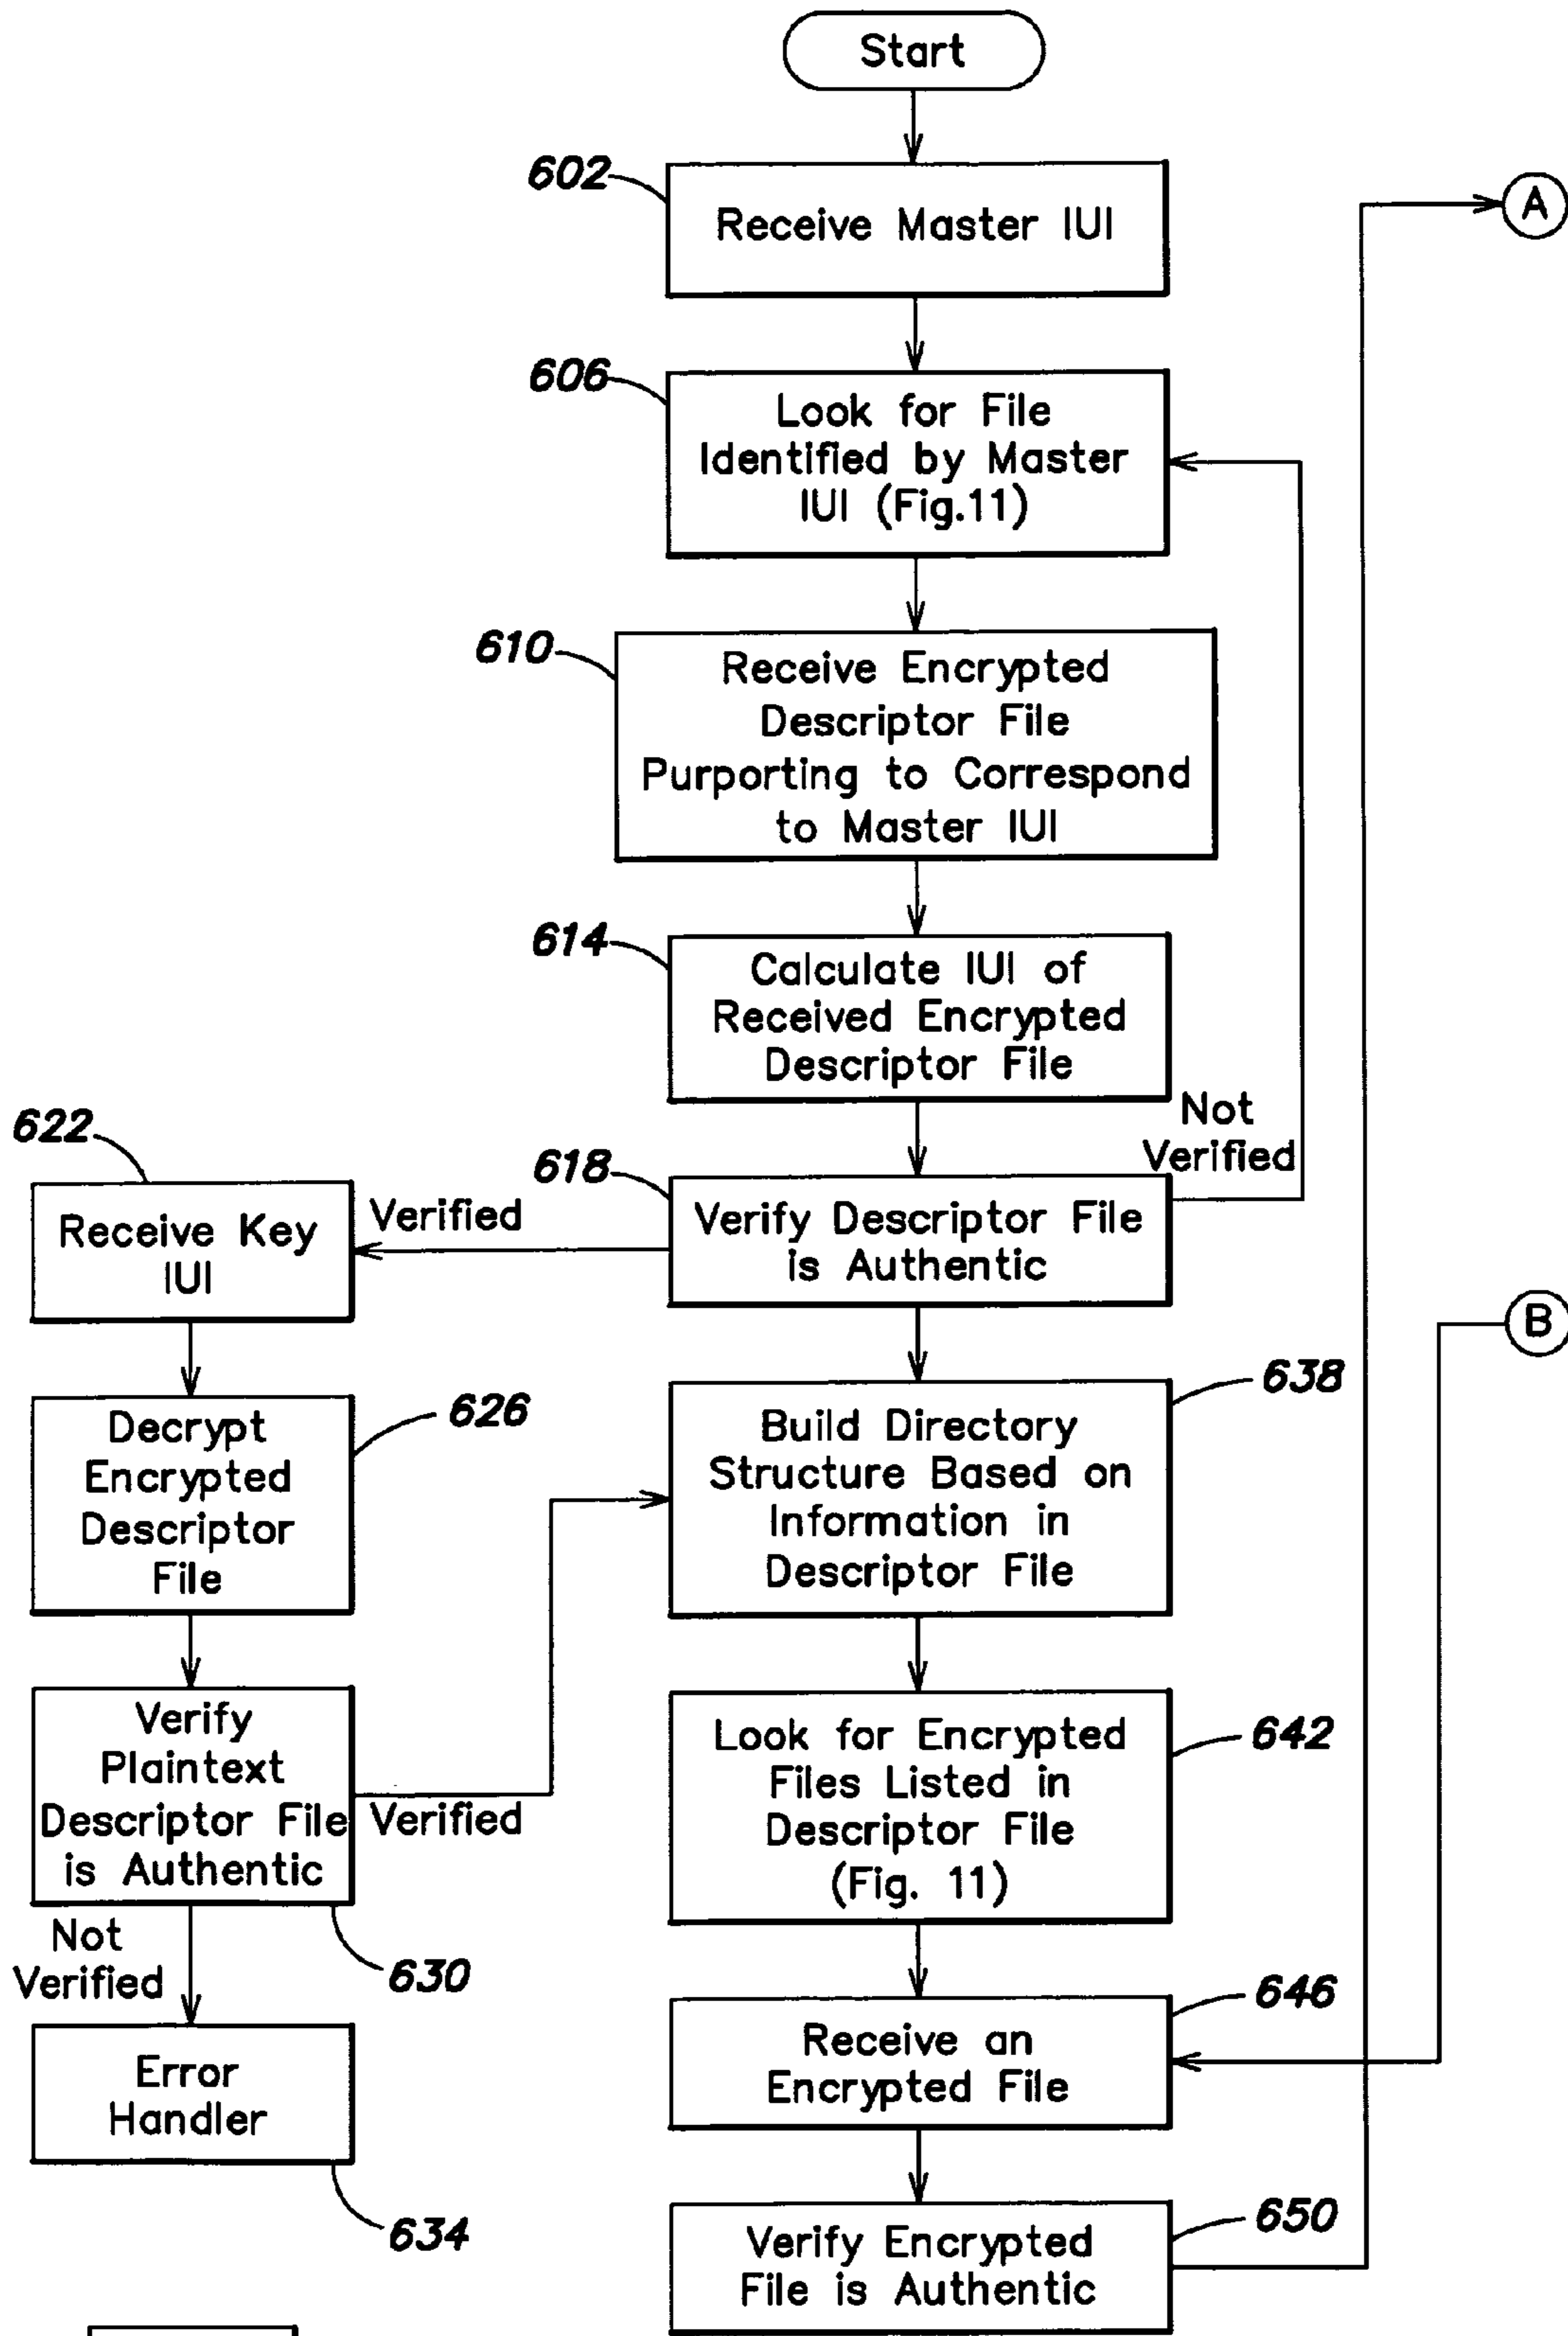 Start
602
Receive Master IUI
A
606
Look for File
Identified by Master
IUI (Fig.11)
610
Receive Encrypted
Descriptor File
Purporting to Correspond
to Master IUI
614
Calculate IUI of
Received Encrypted
Descriptor File
Not
Verified
618
Verify Descriptor File
is Authentic
Verified
622
Receive Key
IUI
626
Decrypt
Encrypted
Descriptor
File
Verify
Plaintext
Descriptor File
is Authentic
Verified
630
Not
Verified
Error
Handler
634
B
638
Build Directory
Structure Based on
Information in
Descriptor File
642
Look for Encrypted
Files Listed in
Descriptor File
(Fig. 11)
646
Receive an
Encrypted File
650
Verify Encrypted
File is Authentic